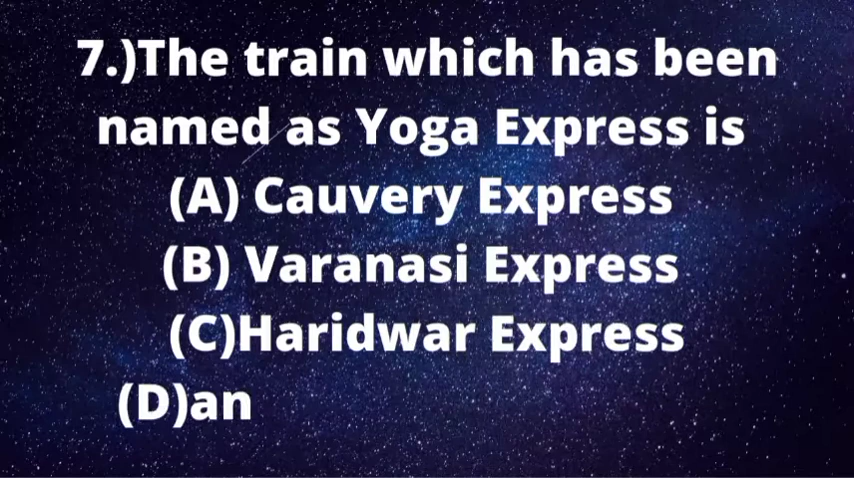 7.)The train which has been
named as Yoga Express is
(A) Cauvery Express
(B) Varanasi Express
(C)Haridwar Express
(D)an